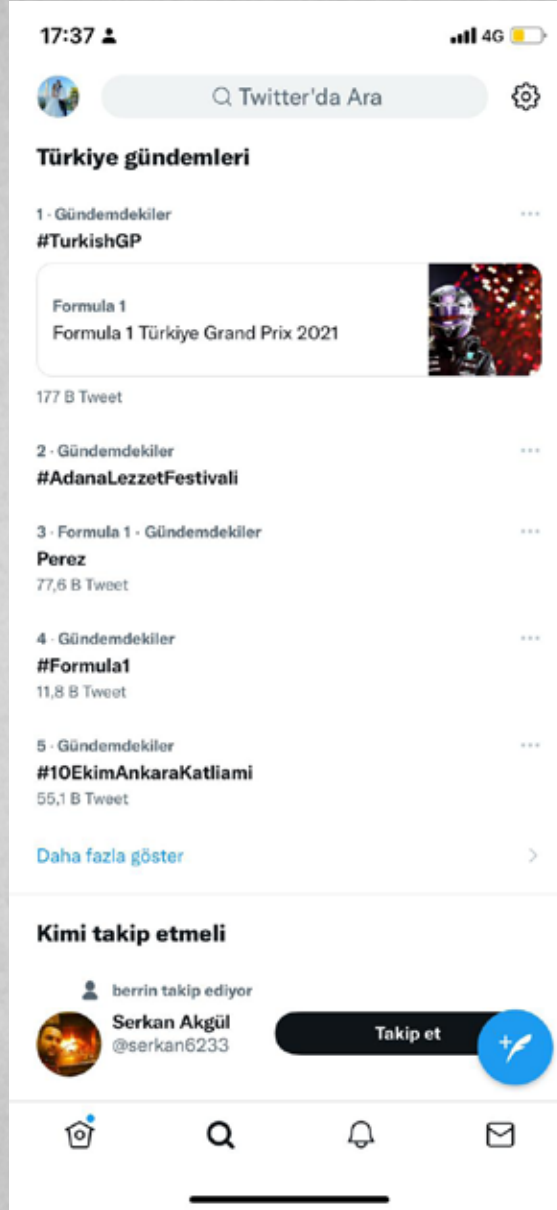 17:37
4G
Twitter'da Ara
Türkiye gündemleri
1 · Gündemdekiler
#TurkishGP
Formula 1
Formula 1 Türkiye Grand Prix 2021
177 B Tweet
2 · Gündemdekiler
#AdanaLezzetFestivali
3 · Formula 1 · Gündemdekiler
Perez
77,6 B Tweet
4 · Gündemdekiler
#Formula1
11,8 B Tweet
5 · Gündemdekiler
#10EkimAnkaraKatliami
55,1 B Tweet
Daha fazla göster
Kimi takip etmeli
berrin takip ediyor
Serkan Akgül
@serkan6233
Takip et